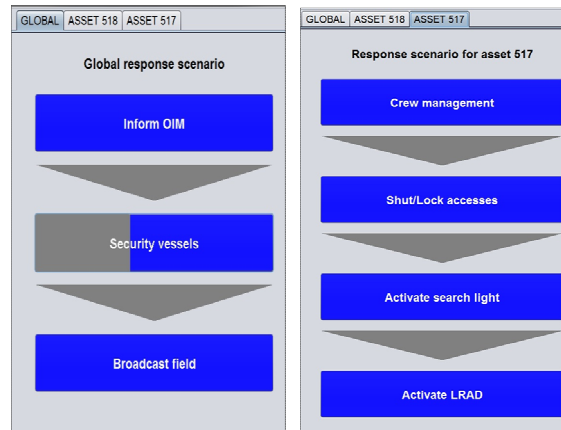 GLOBAL ASSET 518 ASSET 517
Global response scenario
Inform OIM
Security vessels
Broadcast field
GLOBAL ASSET 518 ASSET 517
Response scenario for asset 517
Crew management
Shut/Lock accesses
Activate search light
Activate LRAD